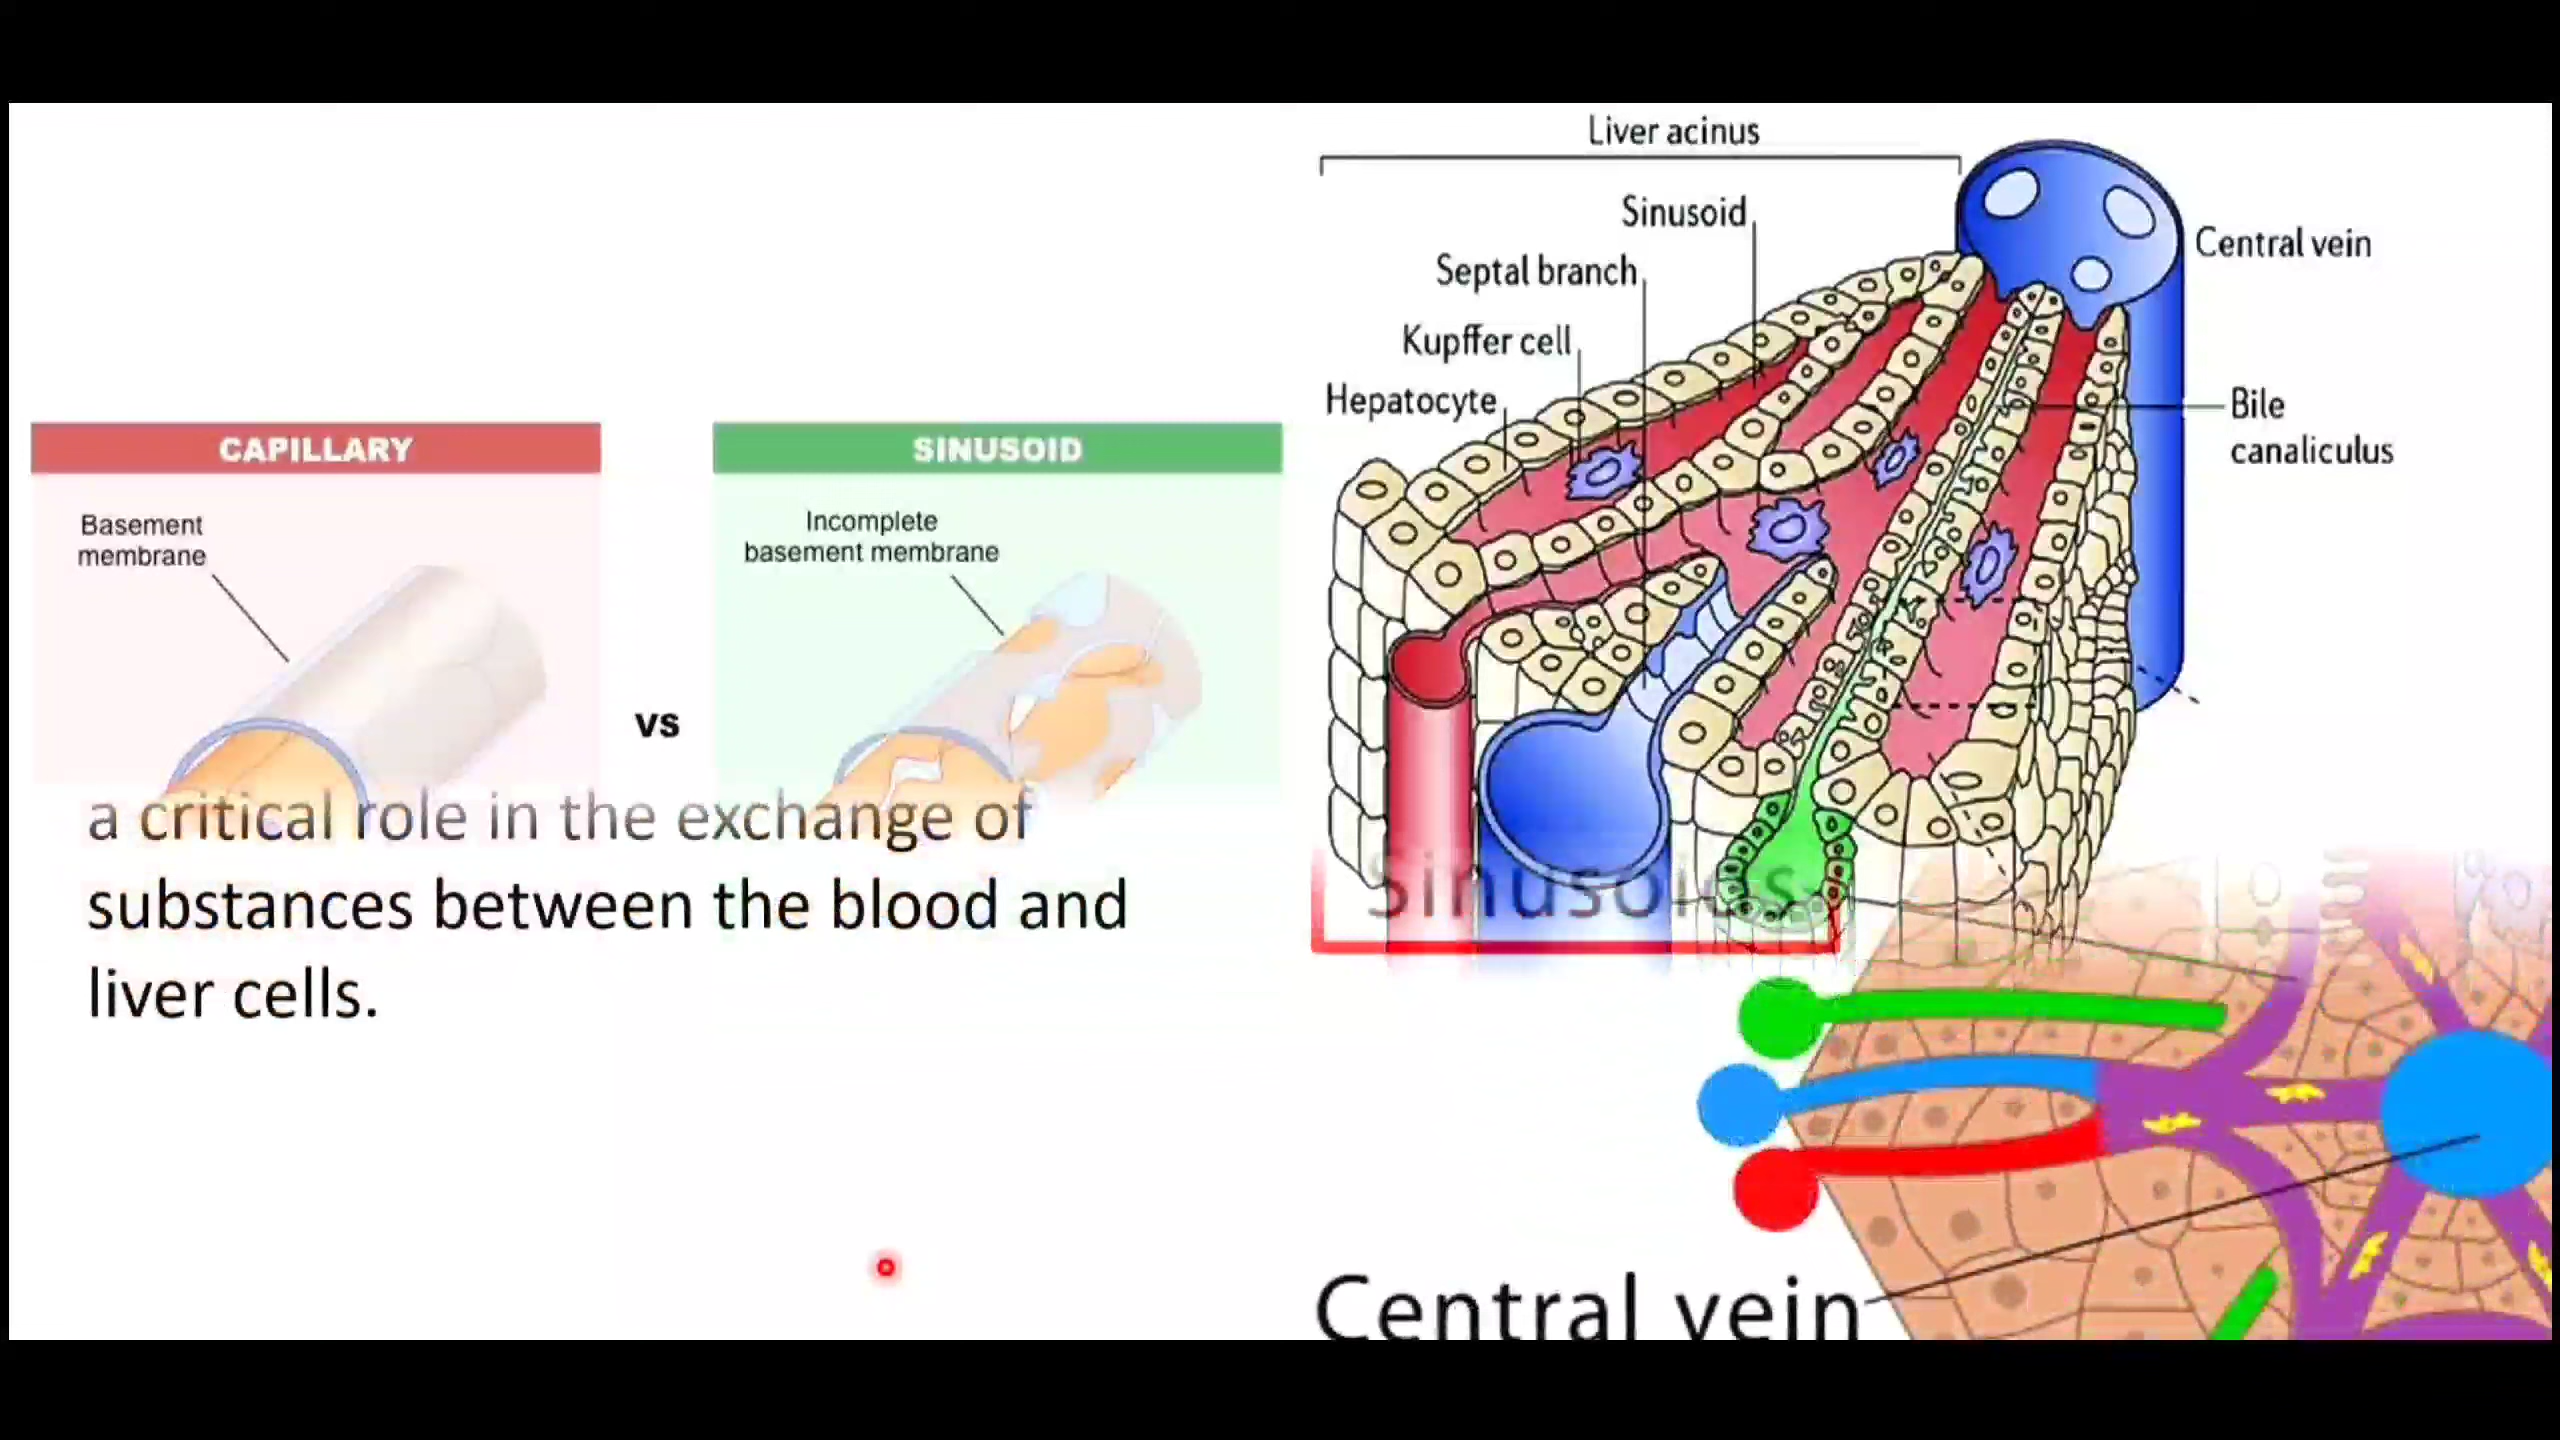 Liver acinus
Sinusoid
Septal branch
Central vein
Kupffer cell
Hepatocyte
Bile
canaliculus
CAPILLARY
SINUSOID
Basement
membrane
Incomplete
basement membrane
vs
a critical role in the exchange of
substances between the blood and
liver cells.
Sinusoids
Central vein